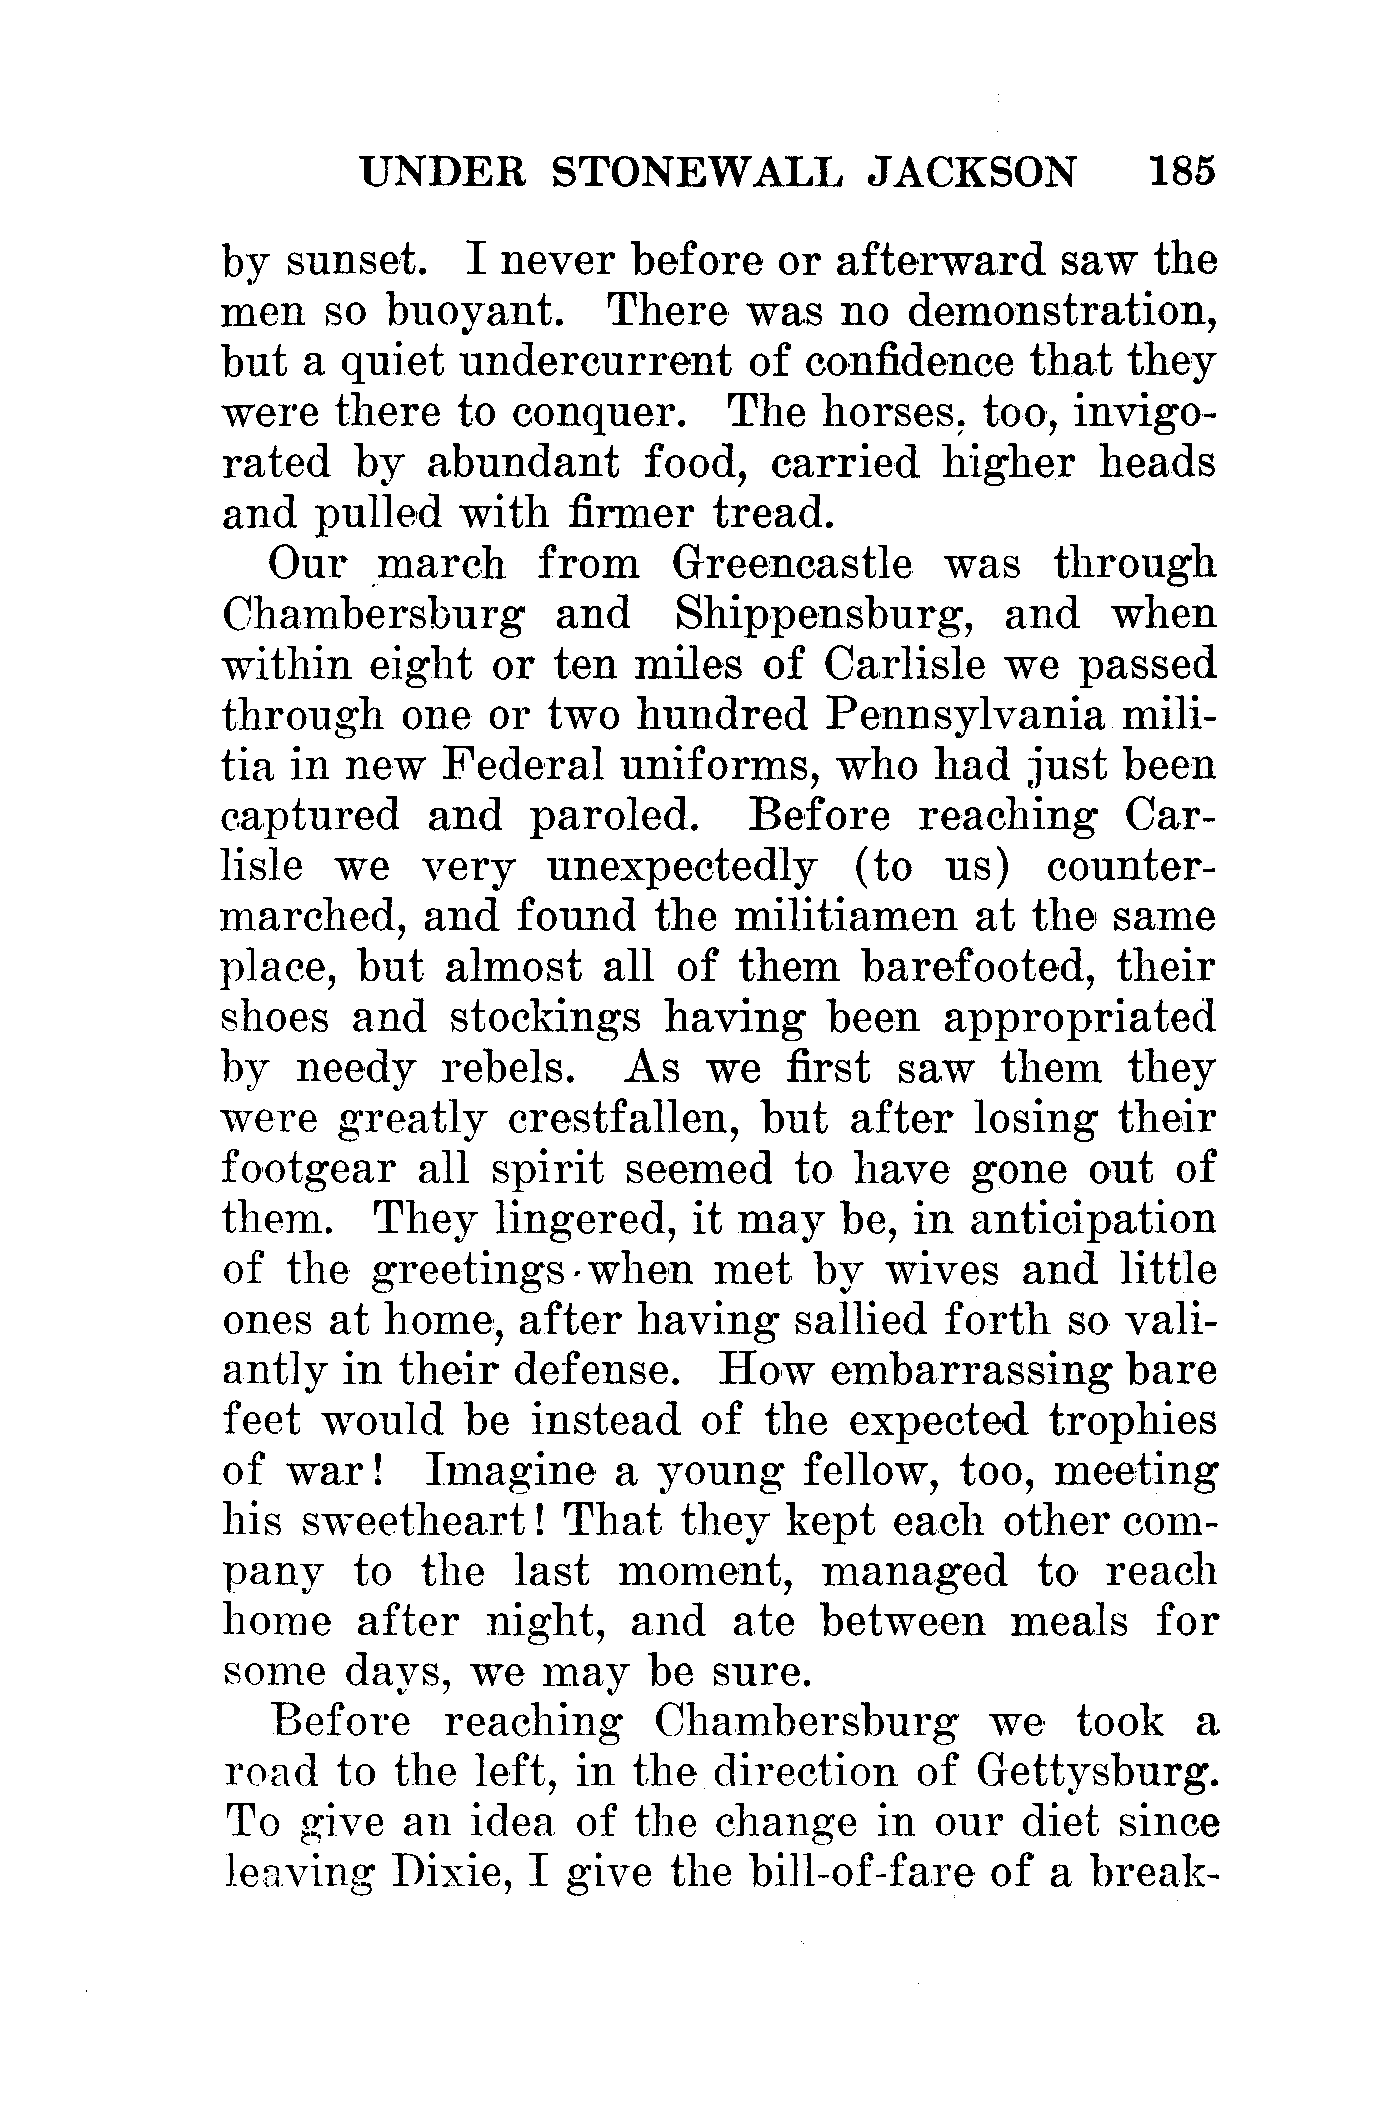 UNDER STONEWALL JACKSON 185
by sunset. I never before or afterward saw the
men so buoyant. There was no demonstration,
but a quiet undercurrent of confidence that they
were there to conquer. The horses, too, invigo-
rated by abundant food, carried higher heads
and pulled with firmer tread.
Our march from Greencastle was through
Chambersburg and Shippensburg, and when
within eight or ten miles of Carlisle we passed
through one or two hundred Pennsylvania mili-
tia in new Federal uniforms, who had just been
captured and paroled. Before reaching Car-
lisle we very unexpectedly (to us) counter-
marched, and found the militiamen at the same
place, but almost all of them barefooted, their
shoes and stockings having been appropriated
by needy rebels. As we first saw them they
were greatly crestfallen, but after losing their
footgear all spirit seemed to have gone out of
them. They lingered, it may be, in anticipation
of the greetings when met by wives and little
ones at home, after having sallied forth so vali-
antly in their defense. How embarrassing bare
feet would be instead of the expected trophies
of war! Imagine a young fellow, too, meeting
his sweetheart! That they kept each other com-
pany to the last moment, managed to reach
home after night, and ate between meals for
some days, we may be sure.
Before reaching Chambersburg we took a
road to the left, in the direction of Gettysburg.
To give an idea of the change in our diet since
leaving Dixie, I give the bill-of-fare of a break-